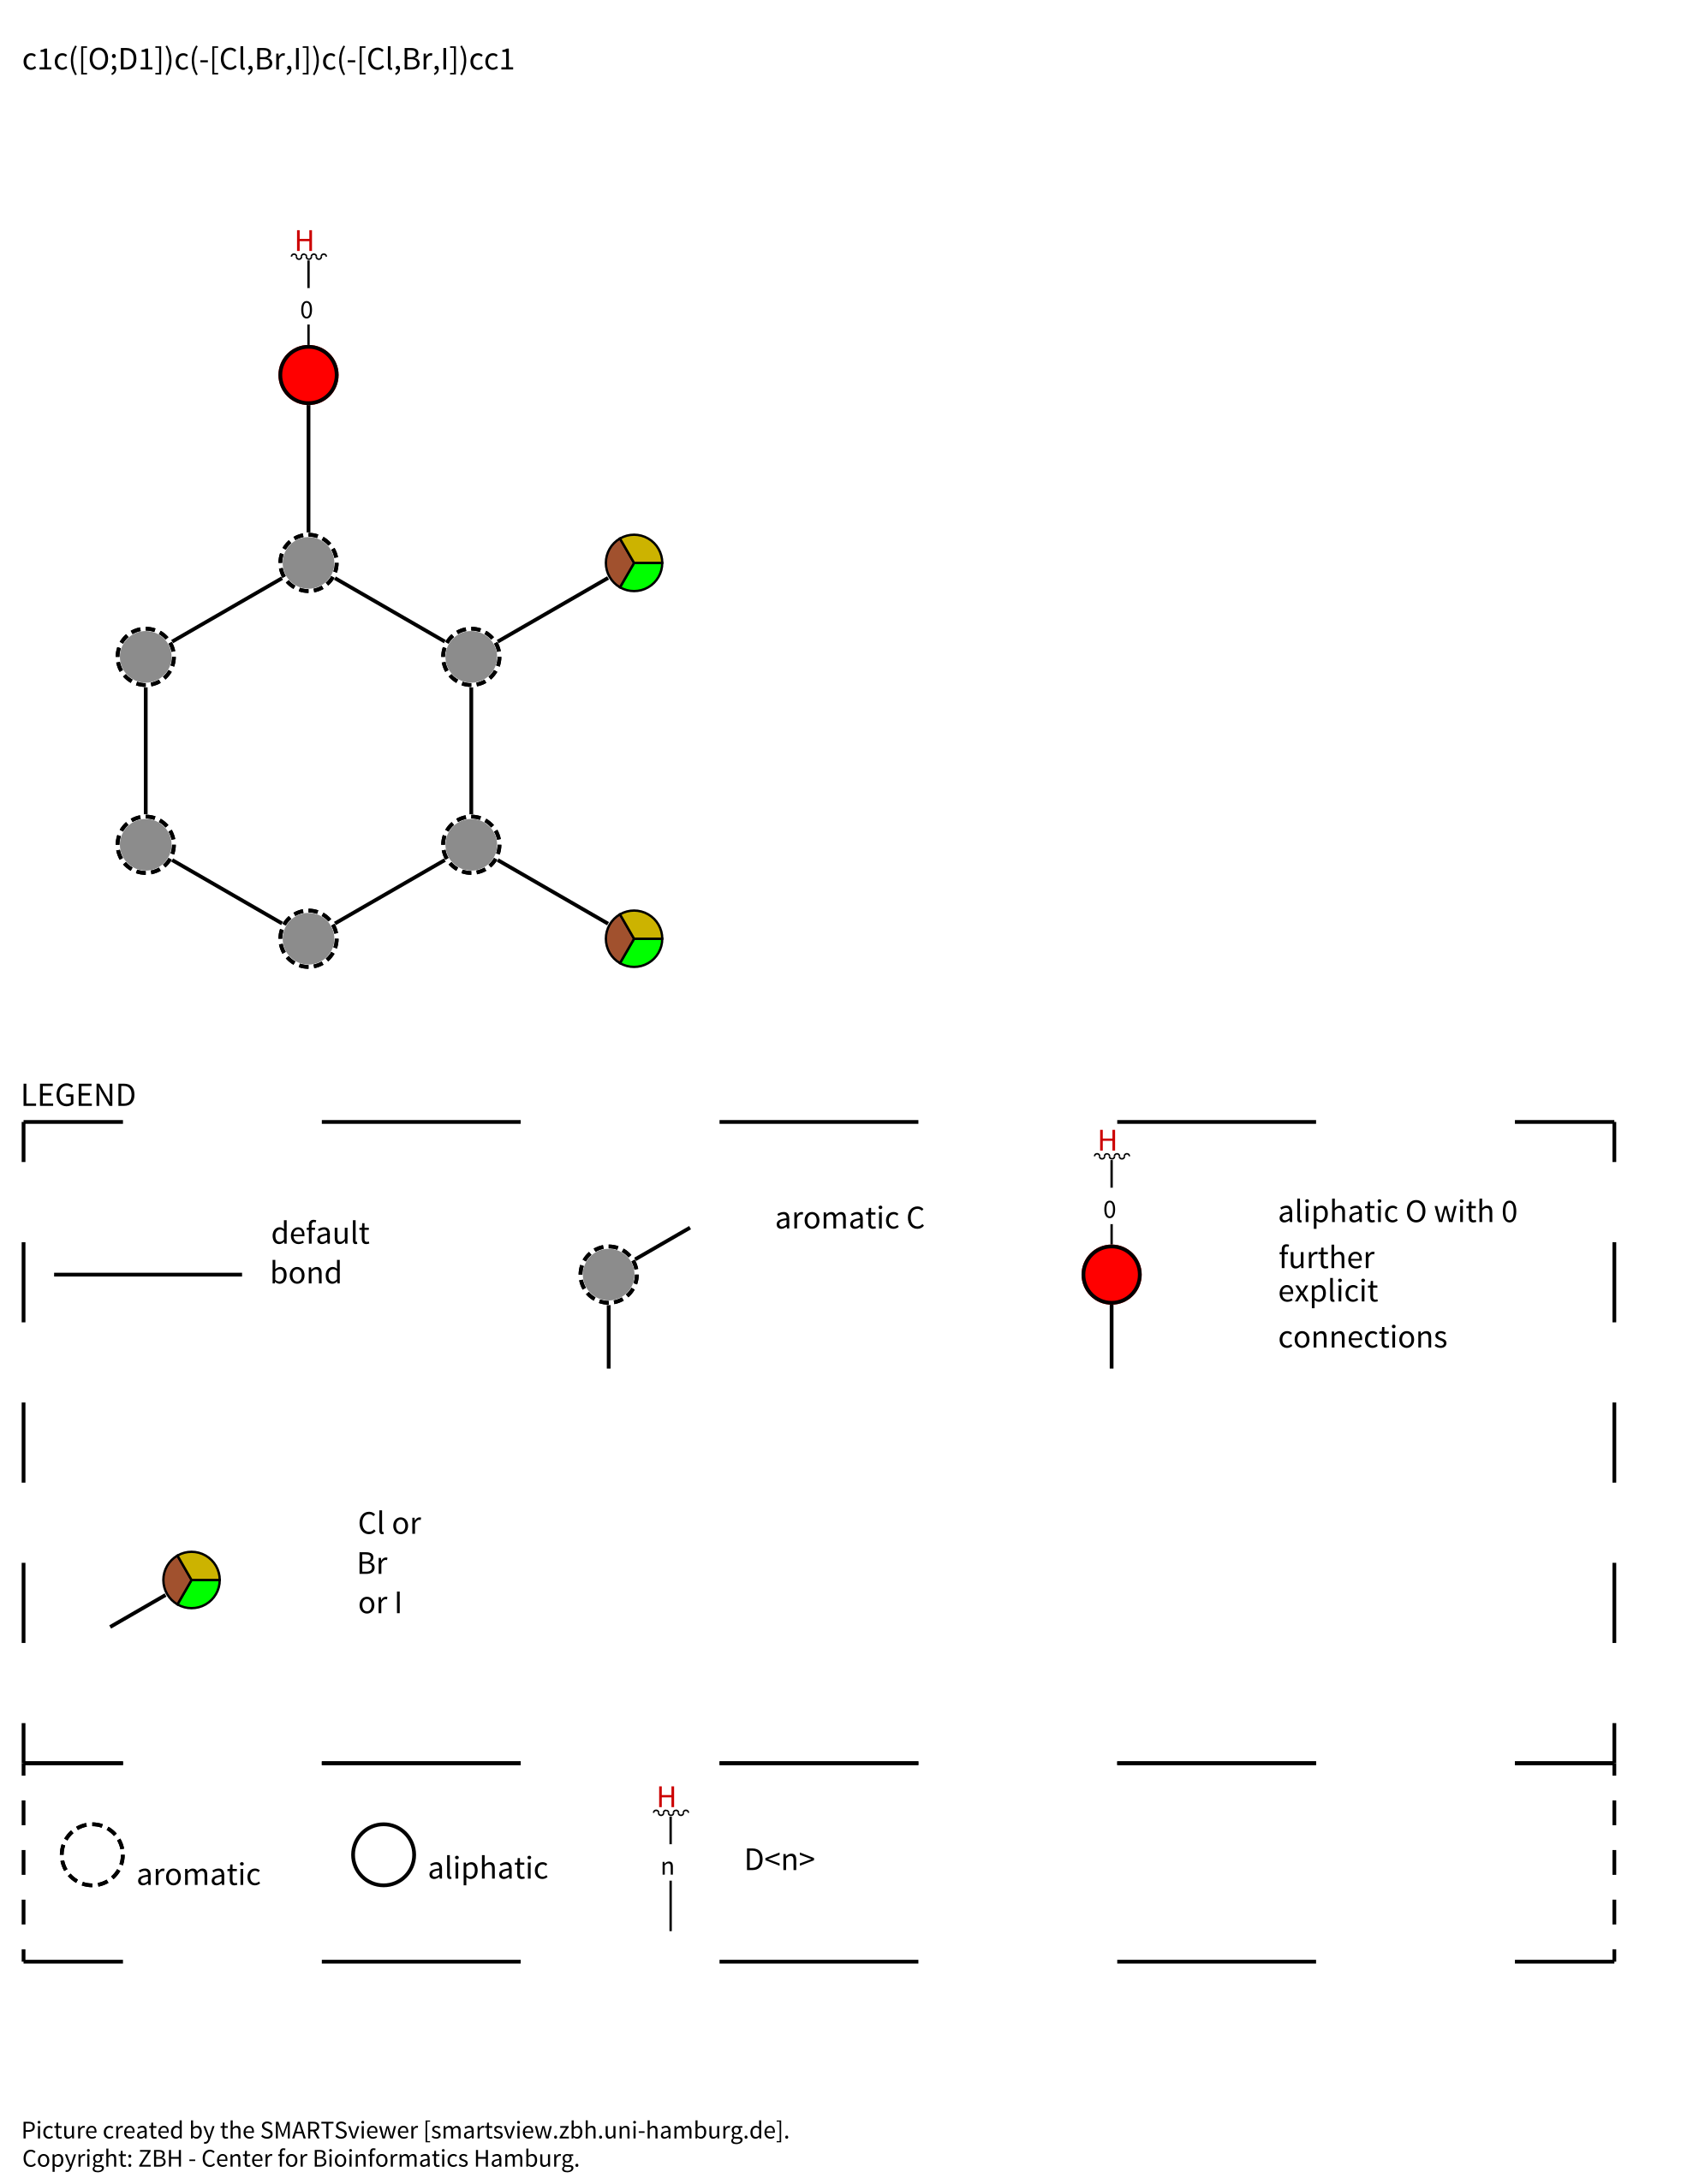 c1c([O;D1])c(-[Cl,Br,I])c(-[Cl,Br,I])cc1
H
0
LEGEND
default
bond
aromatic C
H
0
aliphatic O with 0
further
explicit
connections
Cl or
Br
or I
aromatic
aliphatic
H
n
D<n>
Picture created by the SMARTSviewer [smartsview.zbh.uni-hamburg.de].
Copyright: ZBH - Center for Bioinformatics Hamburg.